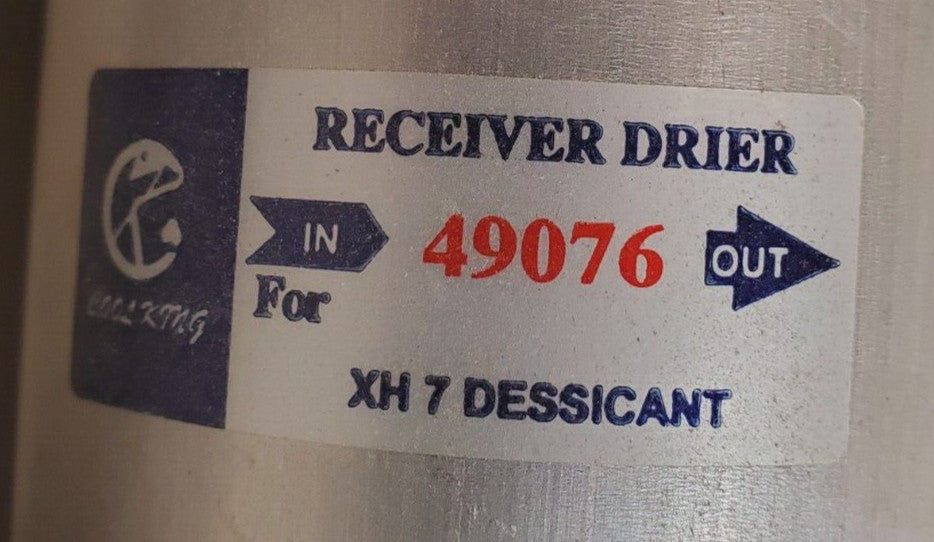 RECEIVER DRIER
IN 49076 OUT
For
COOL KING
XH 7 DESSICANT